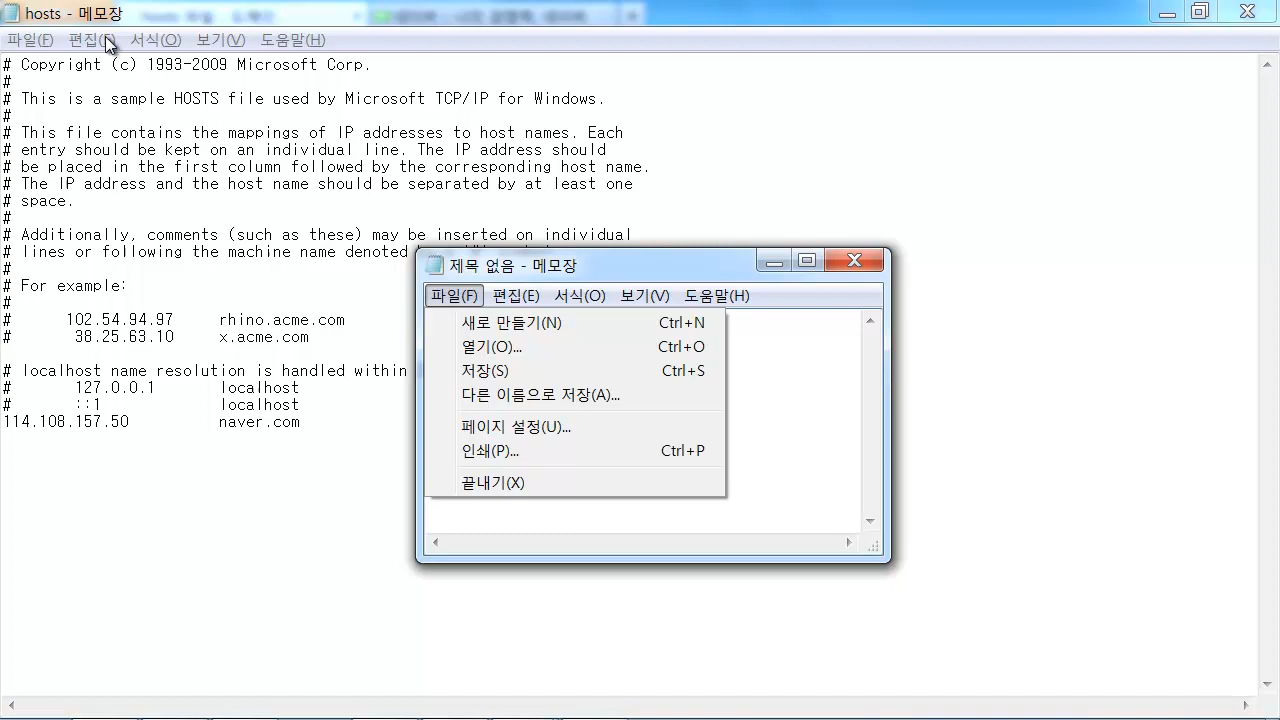 hosts - 메모장
파일(F) 편집(E) 서식(O) 보기(V) 도움말(H)
# Copyright (c) 1993-2009 Microsoft Corp.
#
# This is a sample HOSTS file used by Microsoft TCP/IP for Windows.
#
# This file contains the mappings of IP addresses to host names. Each
# entry should be kept on an individual line. The IP address should
# be placed in the first column followed by the corresponding host name.
# The IP address and the host name should be separated by at least one
# space.
#
# Additionally, comments (such as these) may be inserted on individual
# lines or following the machine name denoted
#
# For example:
#
# 102.54.94.97 rhino.acme.com
# 38.25.63.10 x.acme.com
# localhost name resolution is handled within
# 127.0.0.1 localhost
# ::1 localhost
114.108.157.50 naver.com
제목 없음 - 메모장
파일(F) 편집(E) 서식(O) 보기(V) 도움말(H)
새로 만들기(N) Ctrl+N
열기(O)... Ctrl+O
저장(S) Ctrl+S
다른 이름으로 저장(A)...
페이지 설정(U)...
인쇄(P)... Ctrl+P
끝내기(X)